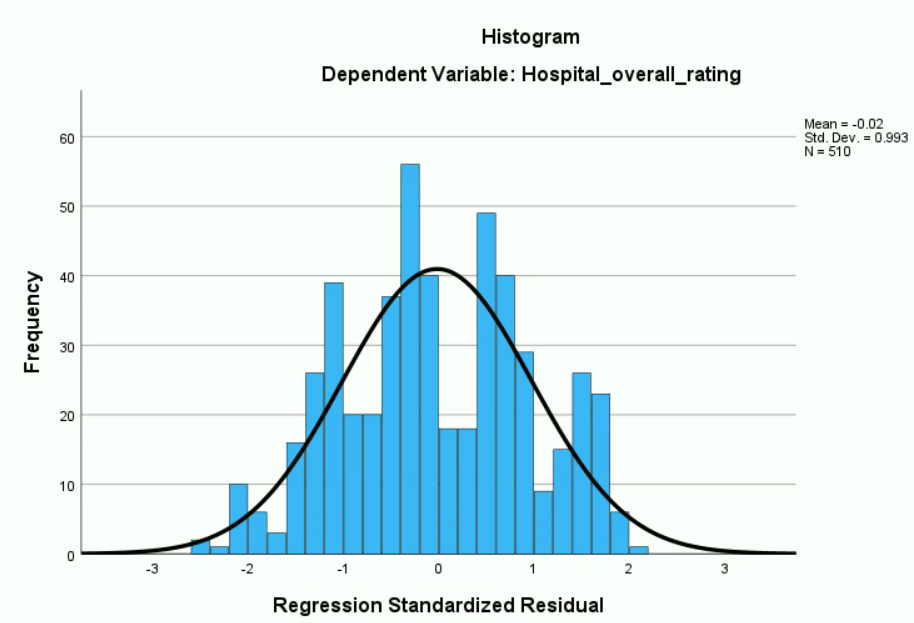 Histogram
Dependent Variable: Hospital_overall_rating
Mean = -0.02
Std. Dev. = 0.993
N = 510
60
50
40
30
20
10
0
Frequency
-3 -2 -1 0 1 2 3
Regression Standardized Residual